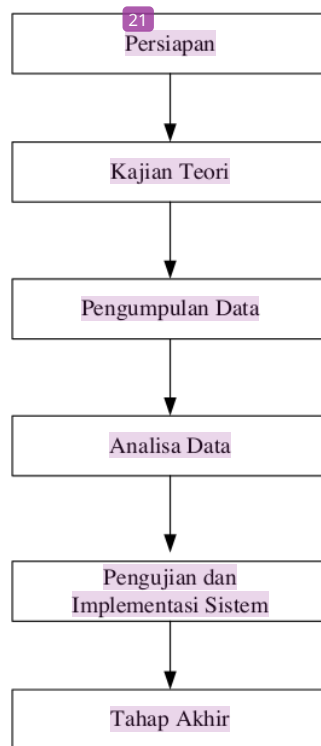 21
Persiapan
Kajian Teori
Pengumpulan Data
Analisa Data
Pengujian dan
Implementasi Sistem
Tahap Akhir